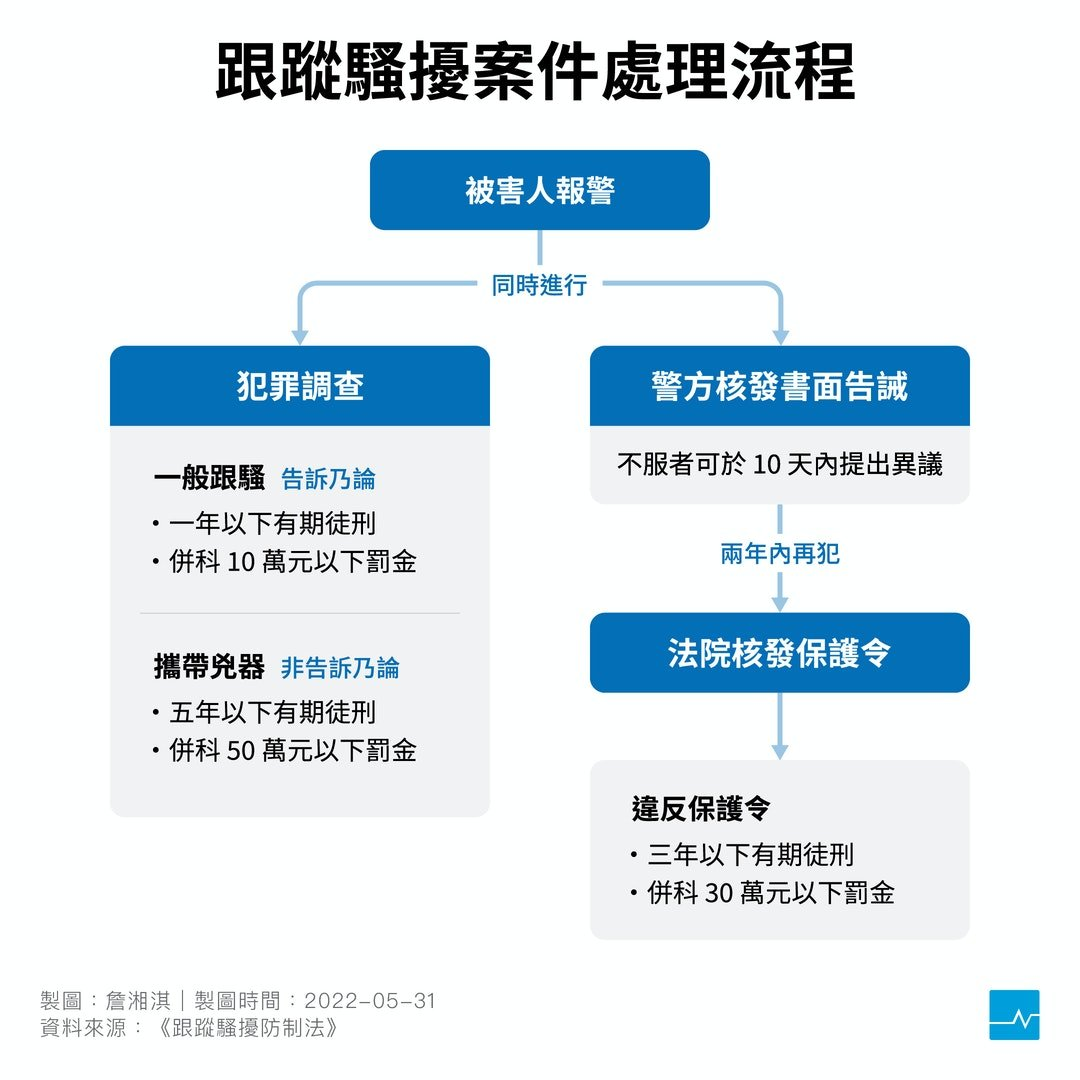 跟蹤騷擾案件處理流程
被害人報警
同時進行
犯罪調查
一般跟騷 告訴乃論
・一年以下有期徒刑
・併科 10 萬元以下罰金
攜帶兇器 非告訴乃論
・五年以下有期徒刑
・併科 50 萬元以下罰金
警方核發書面告誡
不服者可於 10 天內提出異議
兩年內再犯
法院核發保護令
違反保護令
・三年以下有期徒刑
・併科 30 萬元以下罰金
製圖：詹湘淇｜製圖時間：2022-05-31
資料來源：《跟蹤騷擾防制法》